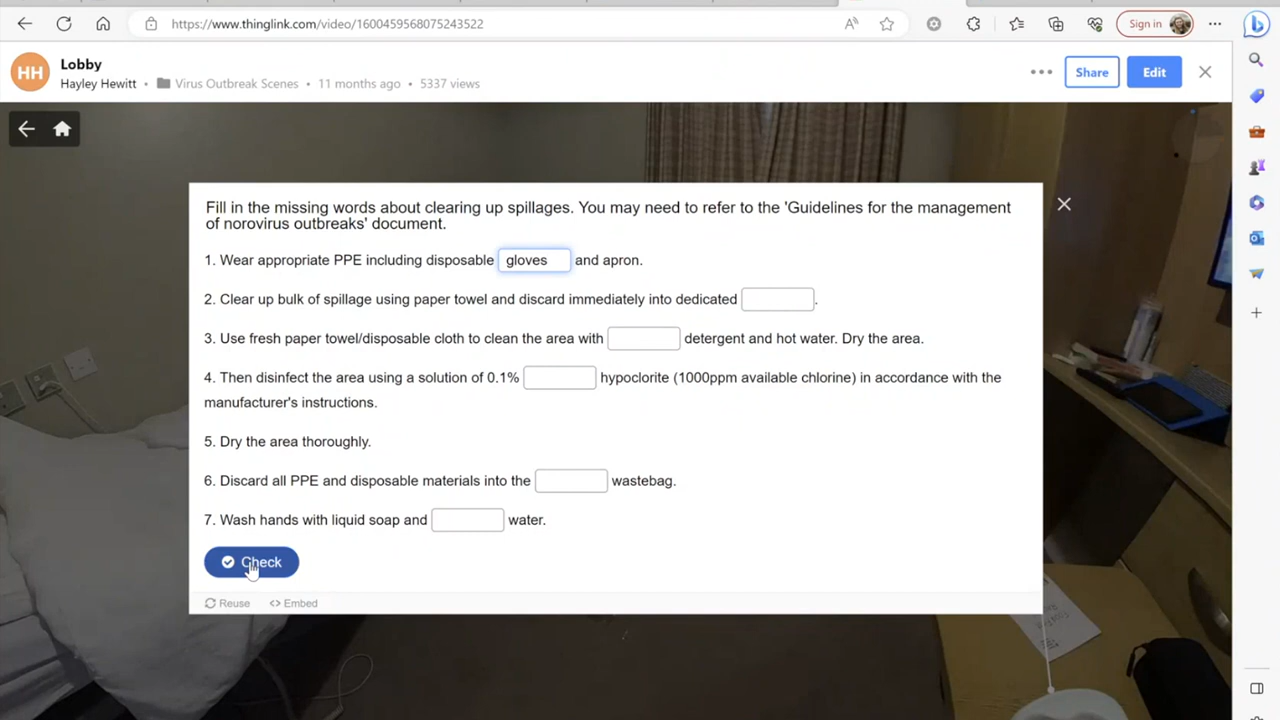 https://www.thinglink.com/video/1600459568075243522
Sign in
HH
Lobby
Hayley Hewitt • Virus Outbreak Scenes • 11 months ago • 5337 views
Share
Edit
Fill in the missing words about clearing up spillages. You may need to refer to the 'Guidelines for the management
of norovirus outbreaks' document.
1. Wear appropriate PPE including disposable gloves and apron.
2. Clear up bulk of spillage using paper towel and discard immediately into dedicated .
3. Use fresh paper towel/disposable cloth to clean the area with detergent and hot water. Dry the area.
4. Then disinfect the area using a solution of 0.1% hypoclorite (1000ppm available chlorine) in accordance with the
manufacturer's instructions.
5. Dry the area thoroughly.
6. Discard all PPE and disposable materials into the wastebag.
7. Wash hands with liquid soap and water.
Check
Reuse
Embed